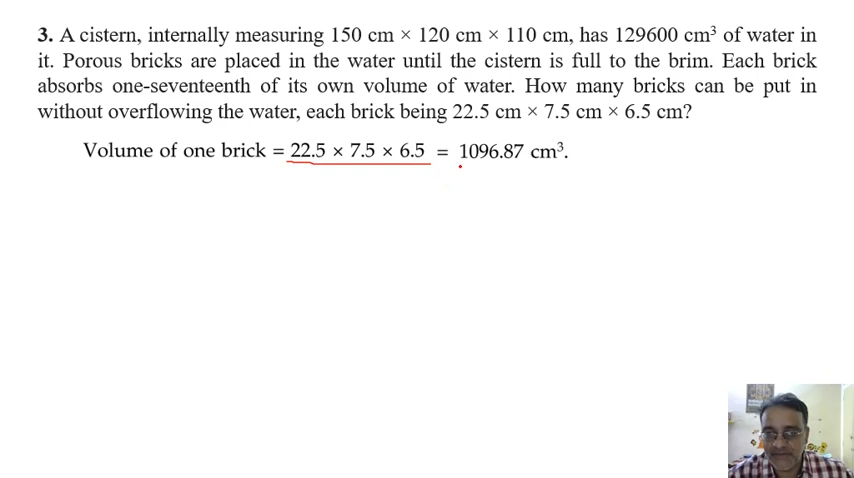 3. A cistern, internally measuring 150 cm × 120 cm × 110 cm, has 129600 cm³ of water in
it. Porous bricks are placed in the water until the cistern is full to the brim. Each brick
absorbs one-seventeenth of its own volume of water. How many bricks can be put in
without overflowing the water, each brick being 22.5 cm × 7.5 cm × 6.5 cm?
Volume of one brick = 22.5 × 7.5 × 6.5 = 1096.87 cm³.